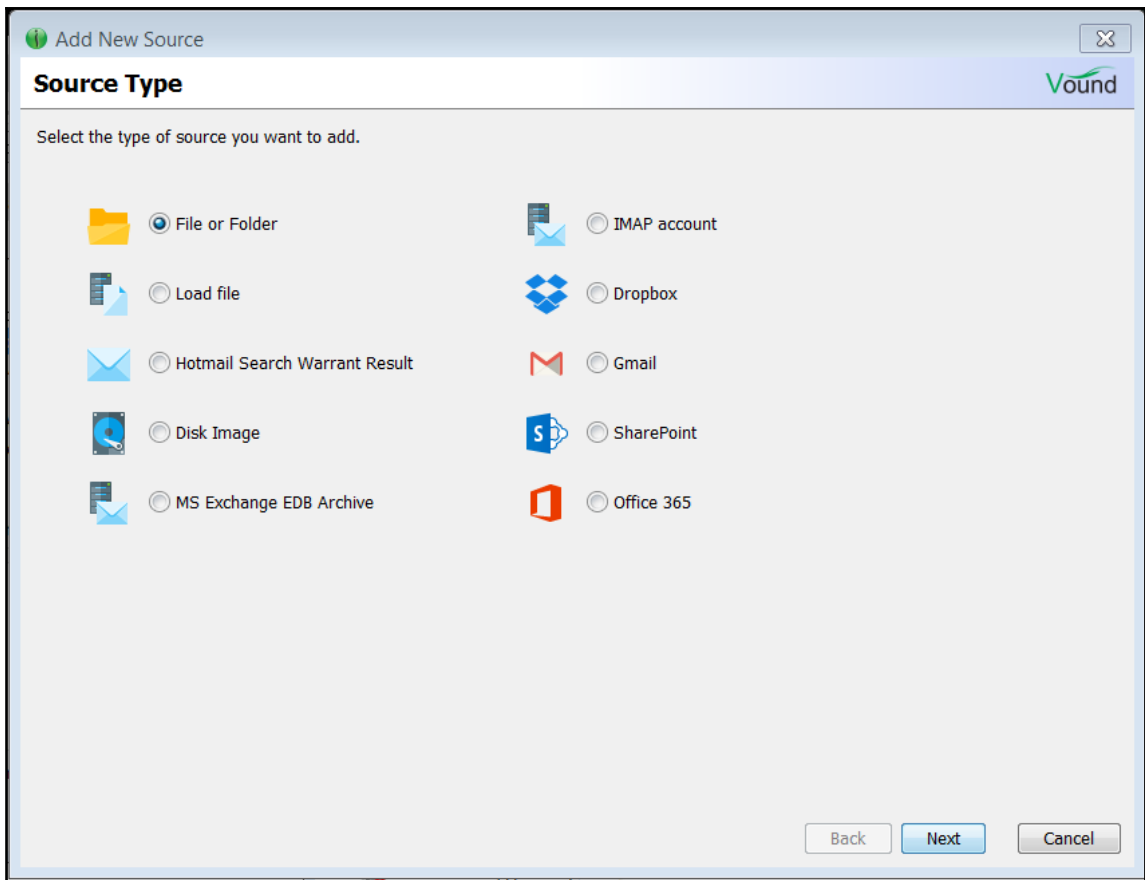 Add New Source
Source Type
Vound
Select the type of source you want to add.
File or Folder
IMAP account
Load file
Dropbox
Hotmail Search Warrant Result
Gmail
Disk Image
S
SharePoint
MS Exchange EDB Archive
Office 365
Back
Next
Cancel